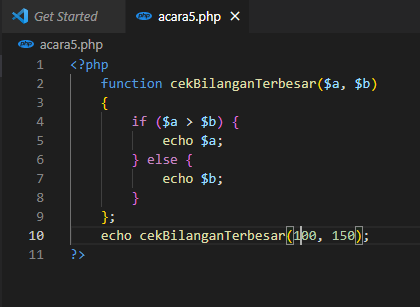 Get Started acara5.php
acara5.php
1 <?php
2 function cekBilanganTerbesar($a, $b)
3 {
4 if ($a > $b) {
5 echo $a;
6 } else {
7 echo $b;
8 }
9 };
10 echo cekBilanganTerbesar(100, 150);
11 ?>